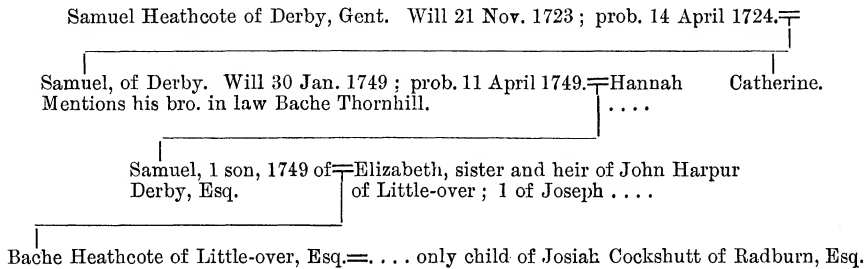 Samuel Heathcote of Derby, Gent. Will 21 Nov. 1723 ; prob. 14 April 1724.
Samuel, of Derby. Will 30 Jan. 1749 ; prob. 11 April 1749.=Hannah Catherine.
Mentions his bro. in law Bache Thornhill. . . . .
Samuel, 1 son, 1749 of=Elizabeth, sister and heir of John Harpur
Derby, Esq. of Little-over ; 1 of Joseph . . . .
Bache Heathcote of Little-over, Esq.=. . . . only child of Josiah Cockshutt of Radburn, Esq.